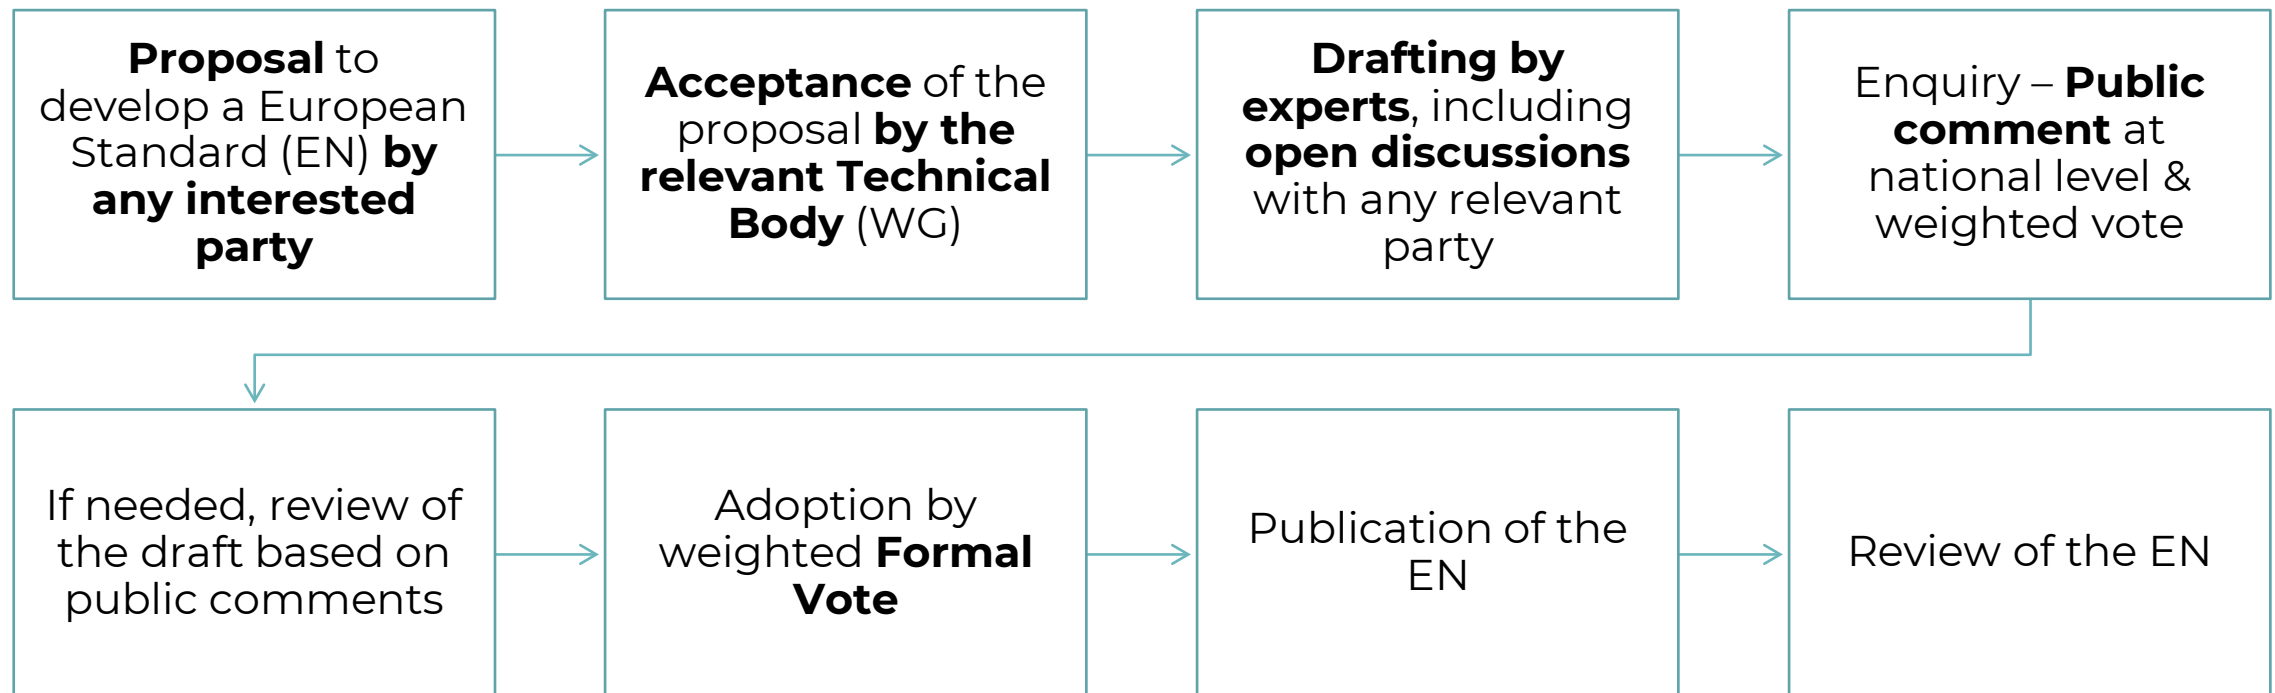 Proposal to
develop a European
Standard (EN) by
any interested
party
Acceptance of the
proposal by the
relevant Technical
Body (WG)
Drafting by
experts, including
open discussions
with any relevant
party
Enquiry – Public
comment at
national level &
weighted vote
If needed, review of
the draft based on
public comments
Adoption by
weighted Formal
Vote
Publication of the
EN
Review of the EN